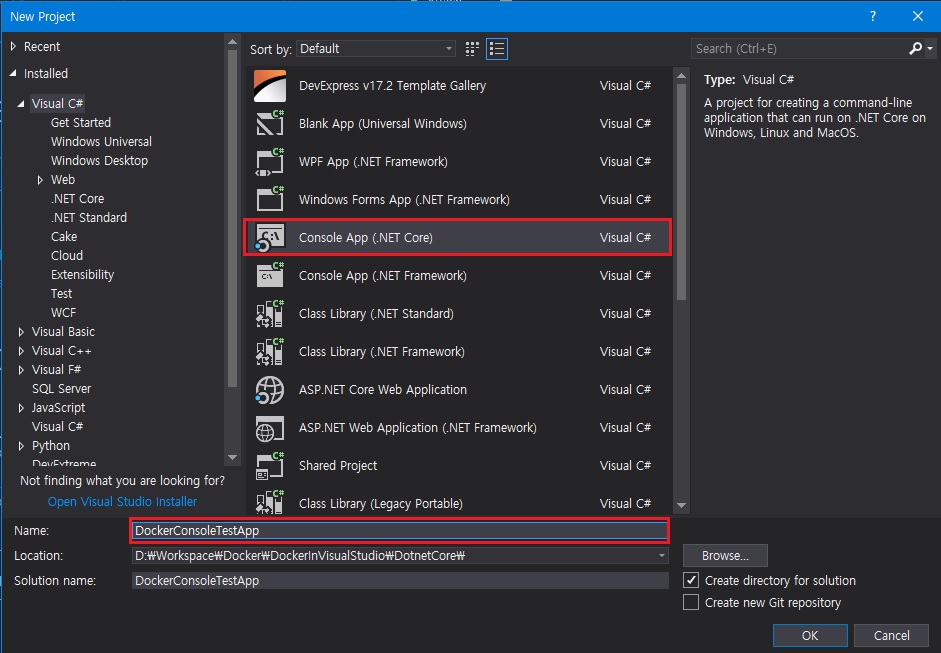 New Project
?
Recent
Installed
Visual C#
Get Started
Windows Universal
Windows Desktop
Web
.NET Core
.NET Standard
Cake
Cloud
Extensibility
Test
WCF
Visual Basic
Visual C++
Visual F#
SQL Server
JavaScript
Visual C#
Python
DevExtreme
Not finding what you are looking for?
Open Visual Studio Installer
Sort by: Default
DevExpress v17.2 Template Gallery Visual C#
Blank App (Universal Windows) Visual C#
WPF App (.NET Framework) Visual C#
Windows Forms App (.NET Framework) Visual C#
Console App (.NET Core) Visual C#
Console App (.NET Framework) Visual C#
Class Library (.NET Standard) Visual C#
Class Library (.NET Framework) Visual C#
ASP.NET Core Web Application Visual C#
ASP.NET Web Application (.NET Framework) Visual C#
Shared Project Visual C#
Class Library (Legacy Portable) Visual C#
Search (Ctrl+E)
Type: Visual C#
A project for creating a command-line
application that can run on .NET Core on
Windows, Linux and MacOS.
Name: DockerConsoleTestApp
Location: D:₩Workspace₩Docker₩DockerInVisualStudio₩DotnetCore₩
Browse...
Solution name: DockerConsoleTestApp
Create directory for solution
Create new Git repository
OK
Cancel